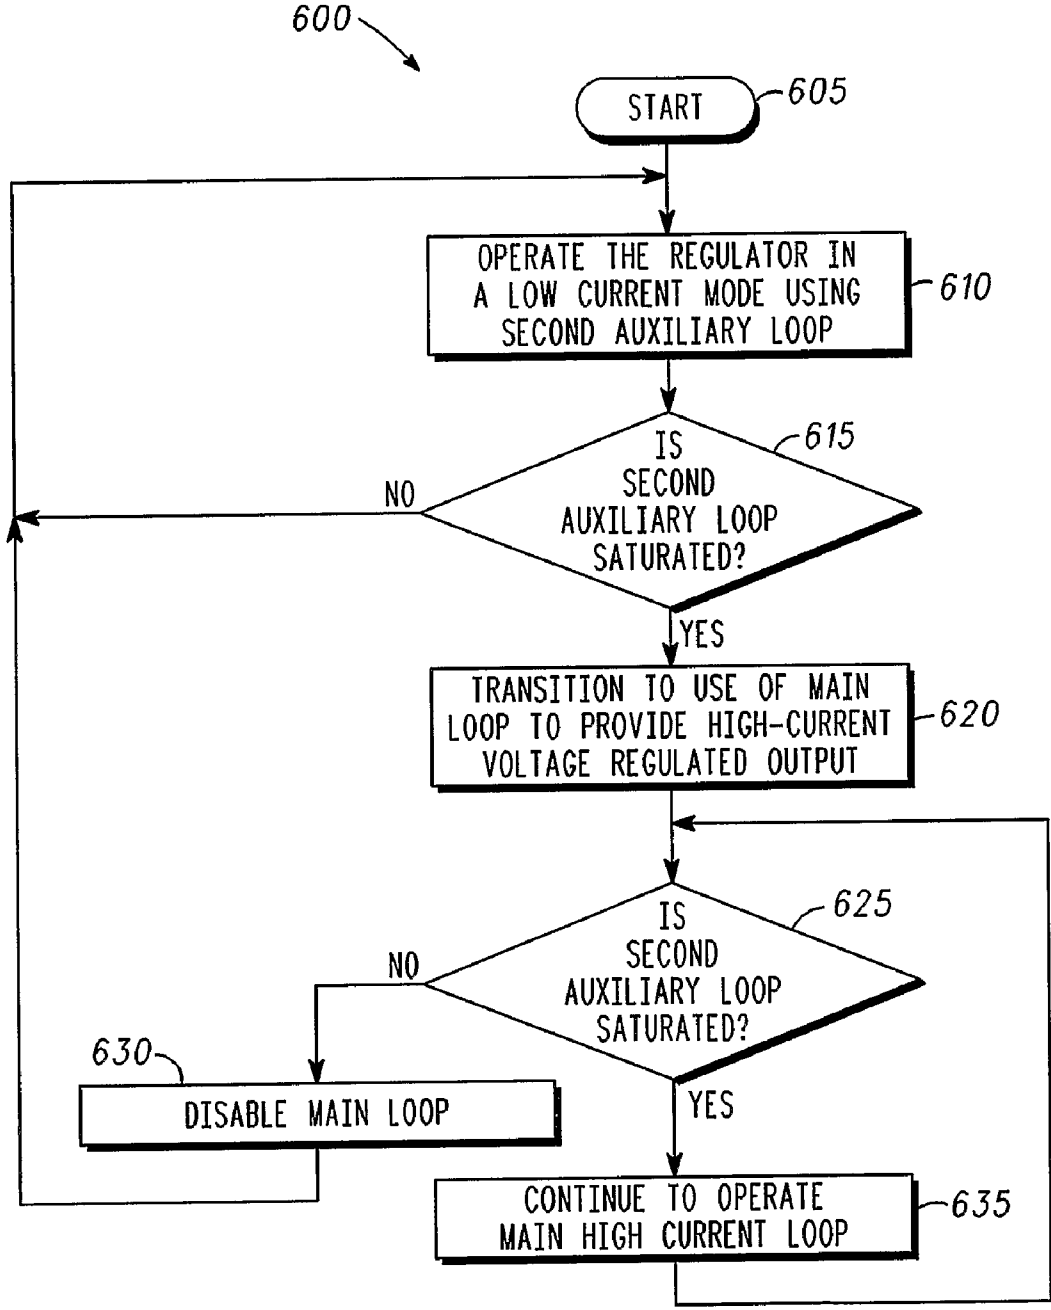 600
START
605
OPERATE THE REGULATOR IN
A LOW CURRENT MODE USING
SECOND AUXILIARY LOOP
610
IS
SECOND
AUXILIARY LOOP
SATURATED?
615
NO
YES
TRANSITION TO USE OF MAIN
LOOP TO PROVIDE HIGH-CURRENT
VOLTAGE REGULATED OUTPUT
620
IS
SECOND
AUXILIARY LOOP
SATURATED?
625
NO
YES
630
DISABLE MAIN LOOP
CONTINUE TO OPERATE
MAIN HIGH CURRENT LOOP
635